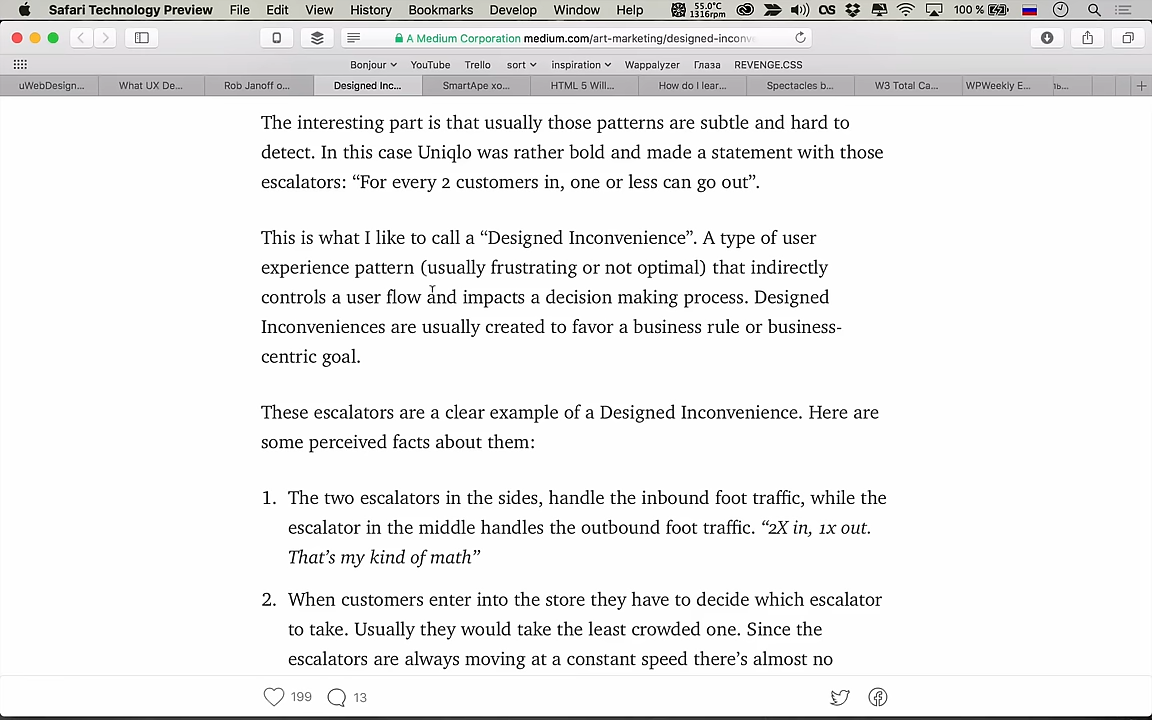 Safari Technology Preview File Edit View History Bookmarks Develop Window Help 55.0°C 1316rpm 100 %
A Medium Corporation medium.com/art-marketing/designed-inconve
Bonjour YouTube Trello sort inspiration Wappalyzer Глаза REVENGE.CSS
uWebDesign... What UX De... Rob Janoff o... Designed Inc... SmartApe хо... HTML 5 Will... How do I lear... Spectacles b... W3 Total Ca... WPWeekly E...
The interesting part is that usually those patterns are subtle and hard to
detect. In this case Uniqlo was rather bold and made a statement with those
escalators: “For every 2 customers in, one or less can go out”.
This is what I like to call a “Designed Inconvenience”. A type of user
experience pattern (usually frustrating or not optimal) that indirectly
controls a user flow and impacts a decision making process. Designed
Inconveniences are usually created to favor a business rule or business-
centric goal.
These escalators are a clear example of a Designed Inconvenience. Here are
some perceived facts about them:
1. The two escalators in the sides, handle the inbound foot traffic, while the
escalator in the middle handles the outbound foot traffic. “2X in, 1x out.
That’s my kind of math”
2. When customers enter into the store they have to decide which escalator
to take. Usually they would take the least crowded one. Since the
escalators are always moving at a constant speed there’s almost no
199 13